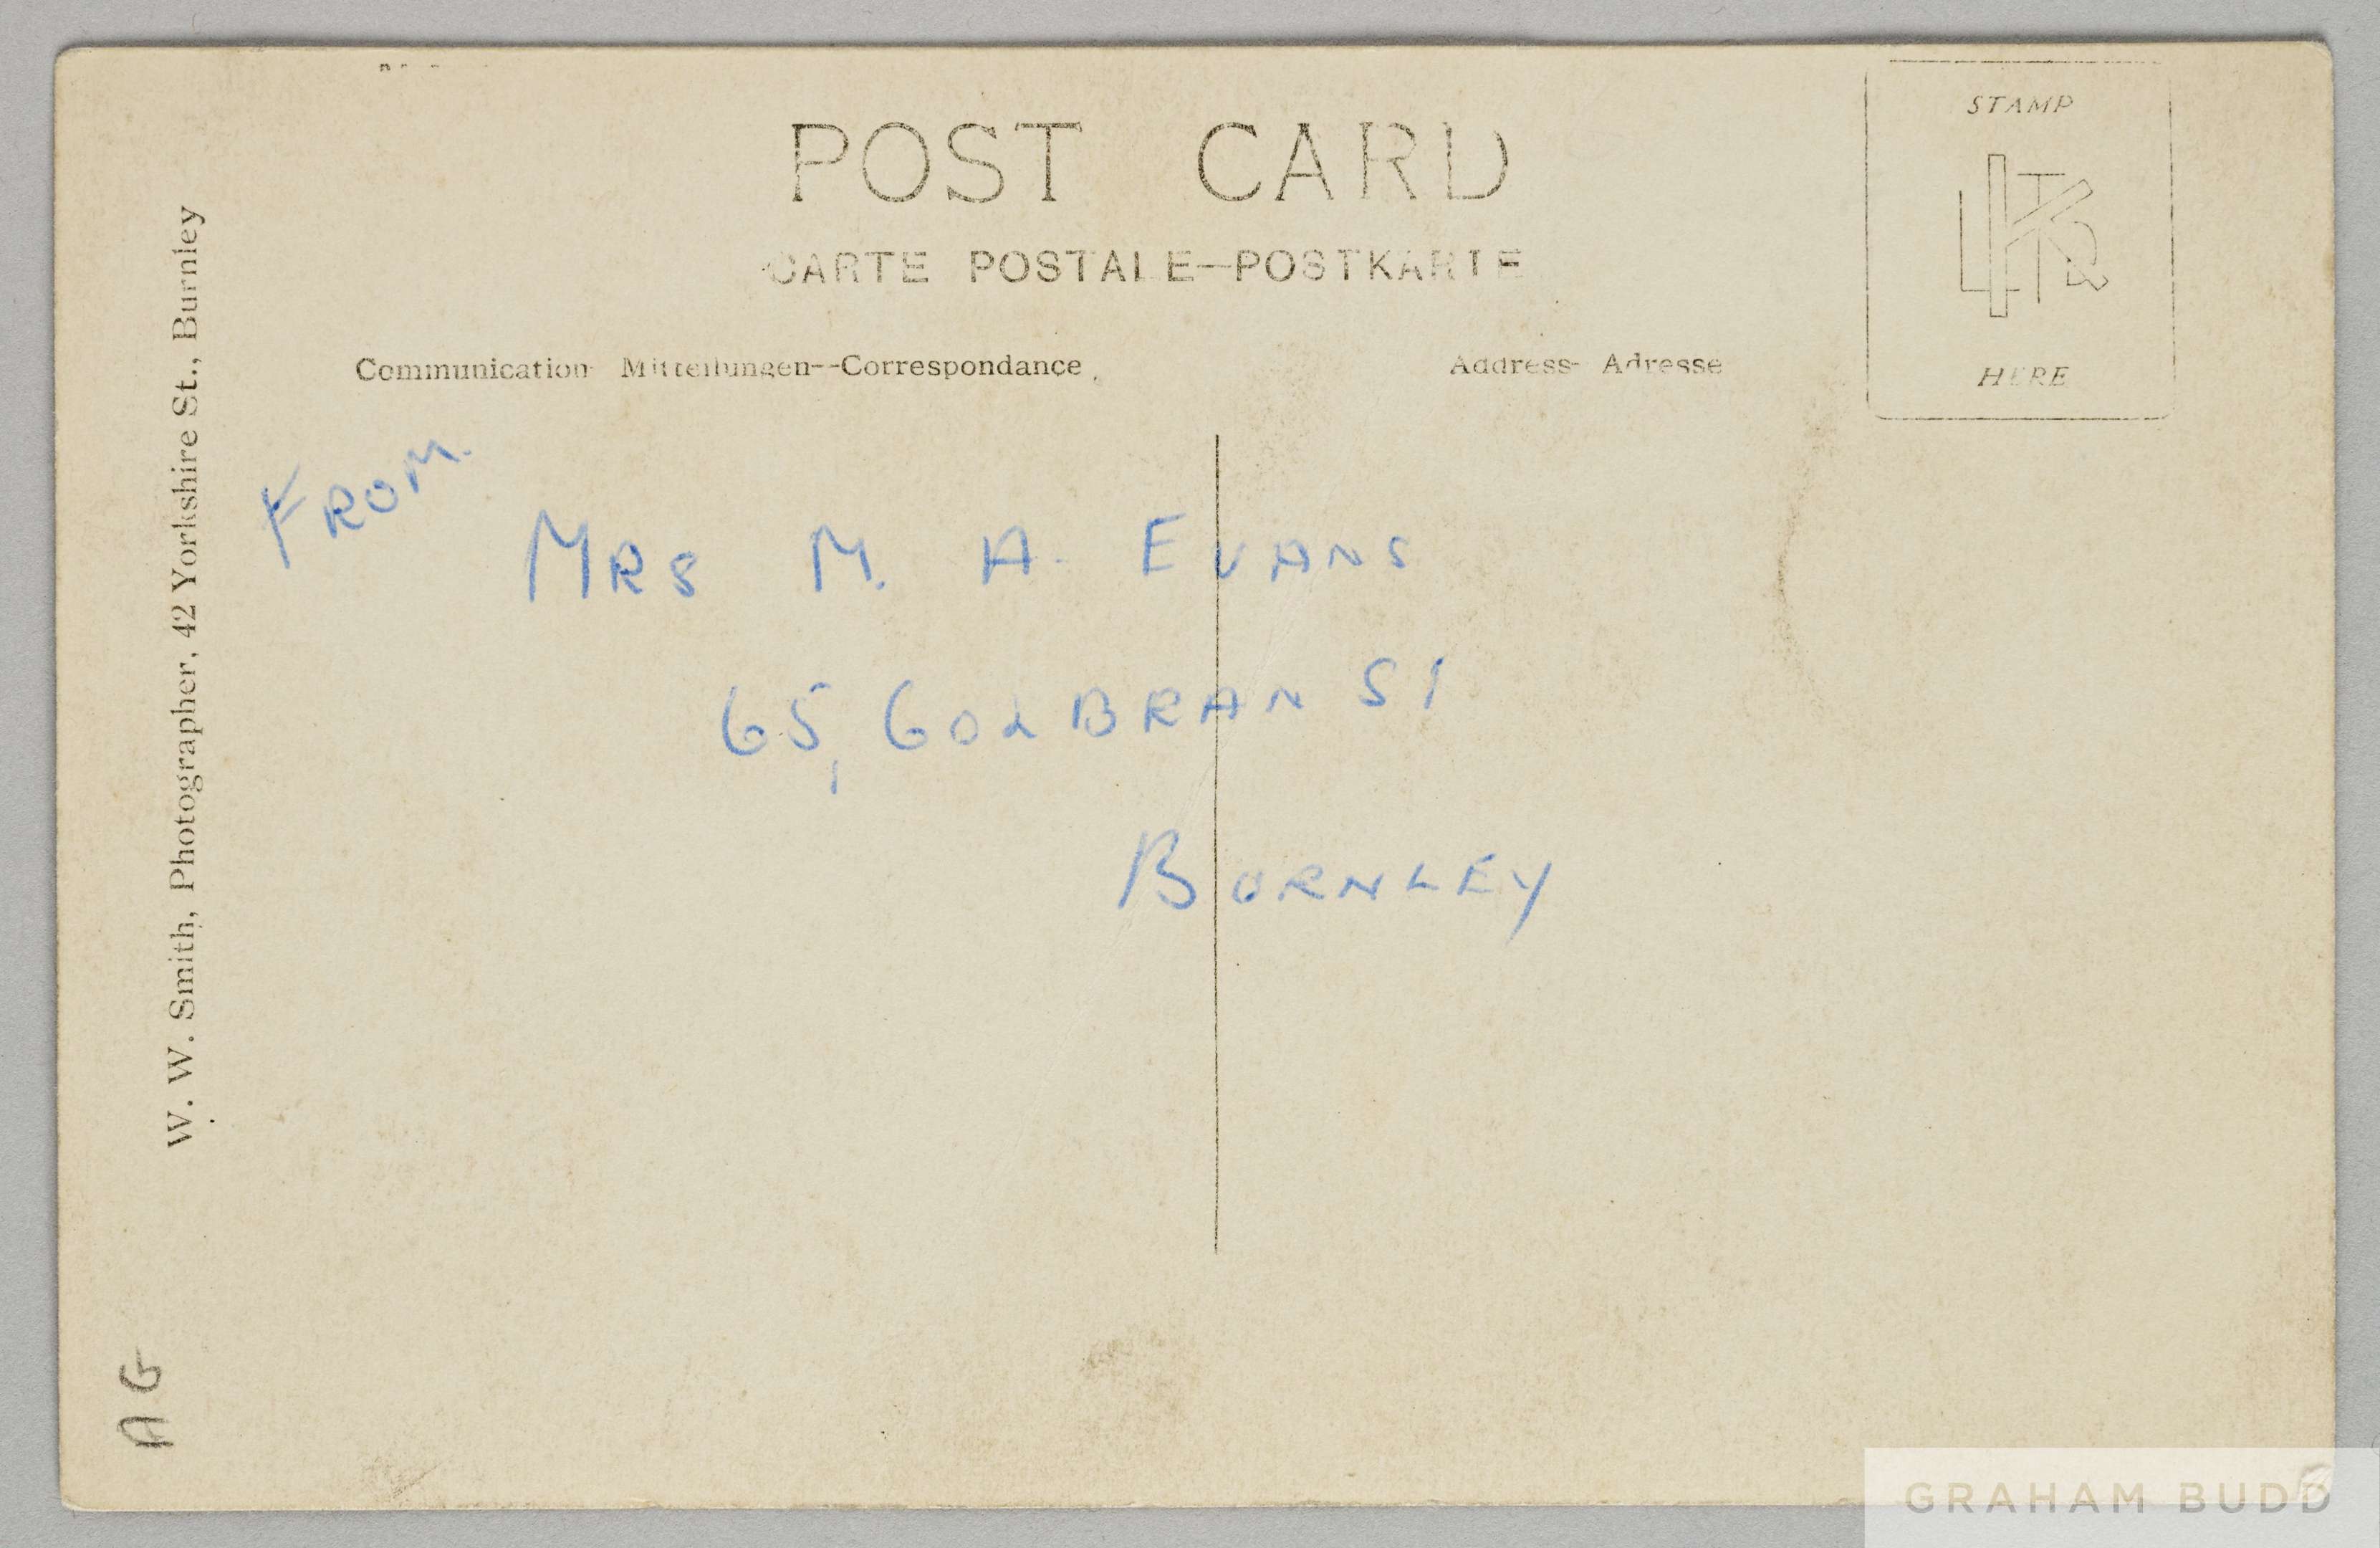 POST CARD
CARTE POSTALE—POSTKARTE
STAMP
HERE
Communication Mitteilungen--Correspondance
Address- Adresse
W. W. Smith, Photographer, 42 Yorkshire St., Burnley
FROM.
MRS M. A. EVANS
65, GOLBRAN ST
BURNLEY
AG
GRAHAM BUDD